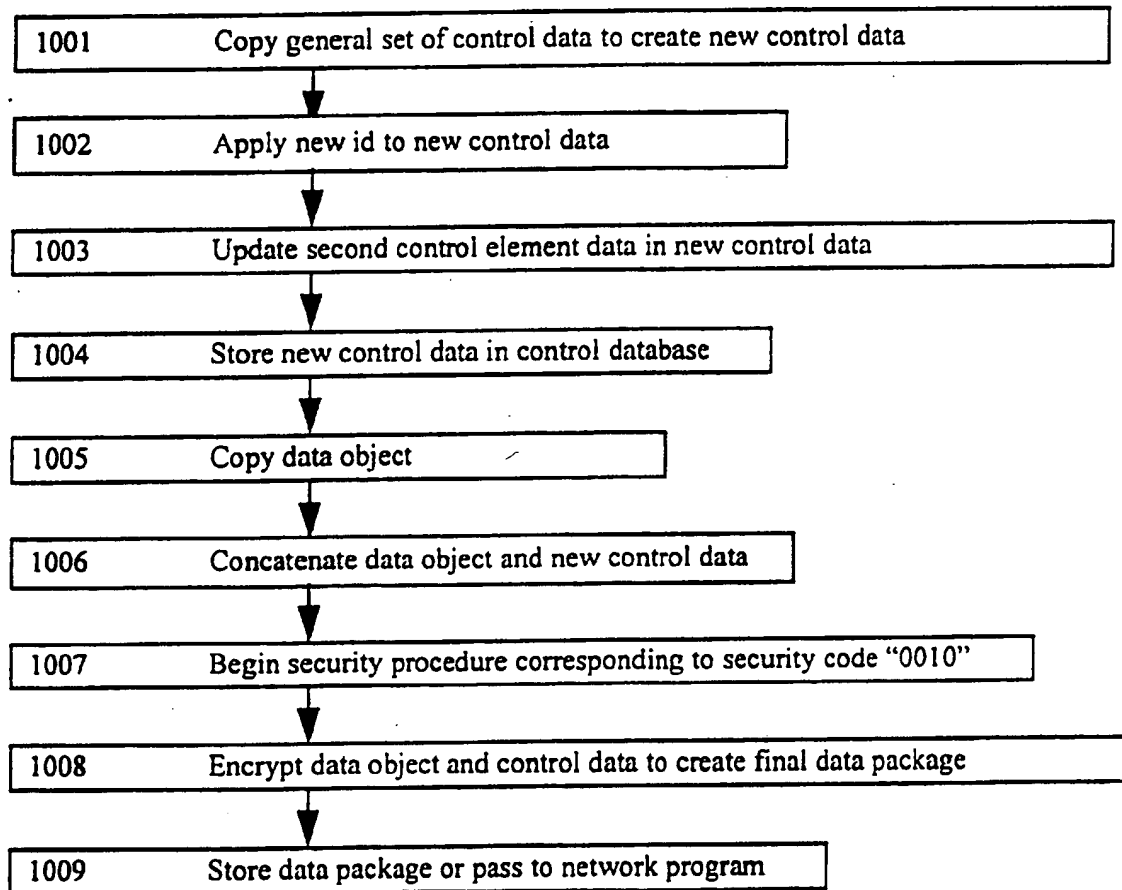 1001 Copy general set of control data to create new control data
1002 Apply new id to new control data
1003 Update second control element data in new control data
1004 Store new control data in control database
1005 Copy data object
1006 Concatenate data object and new control data
1007 Begin security procedure corresponding to security code “0010”
1008 Encrypt data object and control data to create final data package
1009 Store data package or pass to network program